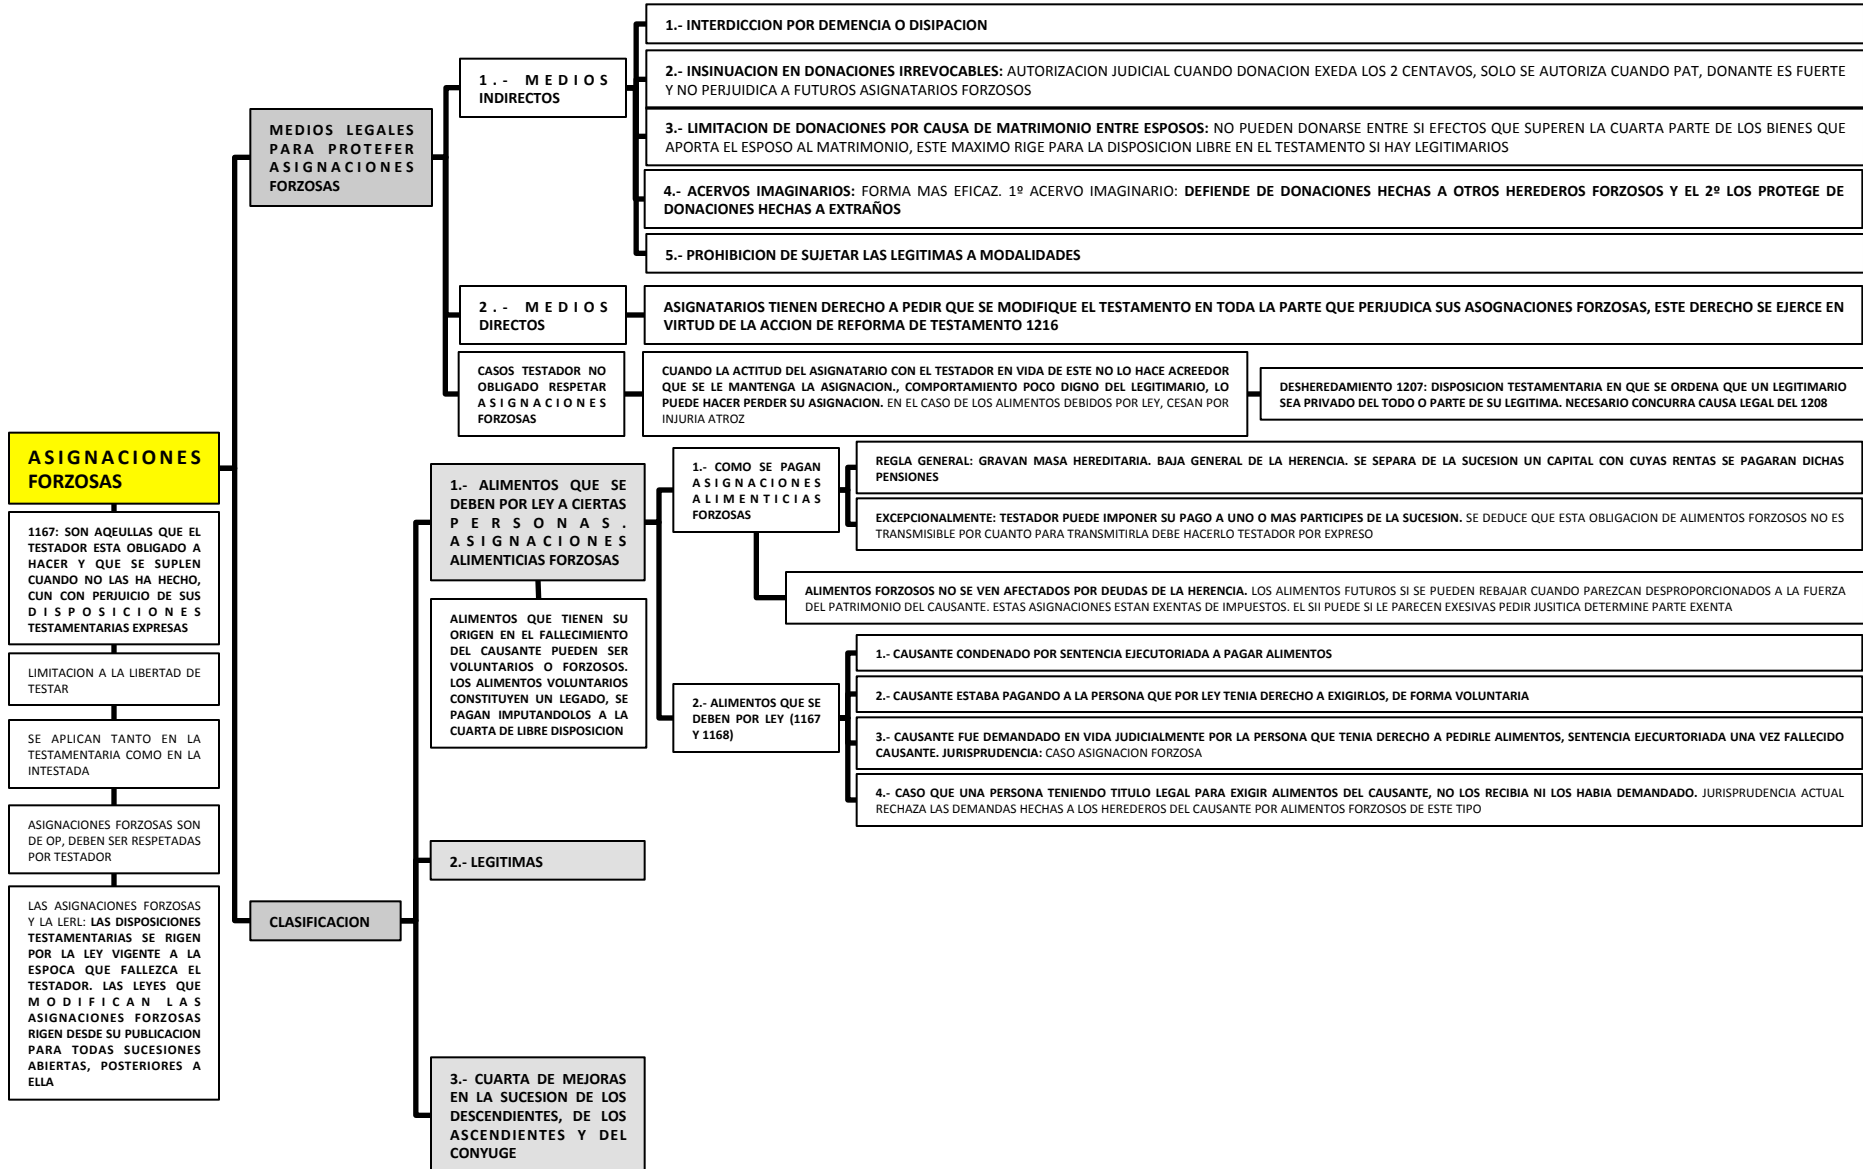 ASIGNACIONES
FORZOSAS
1167: SON AQEULLAS QUE EL
TESTADOR ESTA OBLIGADO A
HACER Y QUE SE SUPLEN
CUANDO NO LAS HA HECHO,
CUN CON PERJUICIO DE SUS
DISPOSICIONES
TESTAMENTARIAS EXPRESAS
LIMITACION A LA LIBERTAD DE
TESTAR
SE APLICAN TANTO EN LA
TESTAMENTARIA COMO EN LA
INTESTADA
ASIGNACIONES FORZOSAS SON
DE OP, DEBEN SER RESPETADAS
POR TESTADOR
LAS ASIGNACIONES FORZOSAS
Y LA LERL: LAS DISPOSICIONES
TESTAMENTARIAS SE RIGEN
POR LA LEY VIGENTE A LA
ESPOCA QUE FALLEZCA EL
TESTADOR. LAS LEYES QUE
MODIFICAN LAS
ASIGNACIONES FORZOSAS
RIGEN DESDE SU PUBLICACION
PARA TODAS SUCESIONES
ABIERTAS, POSTERIORES A
ELLA
MEDIOS LEGALES
PARA PROTEFER
ASIGNACIONES
FORZOSAS
1.- MEDIOS
INDIRECTOS
1.- INTERDICCION POR DEMENCIA O DISIPACION
2.- INSINUACION EN DONACIONES IRREVOCABLES: AUTORIZACION JUDICIAL CUANDO DONACION EXEDA LOS 2 CENTAVOS, SOLO SE AUTORIZA CUANDO PAT, DONANTE ES FUERTE
Y NO PERJUIDICA A FUTUROS ASIGNATARIOS FORZOSOS
3.- LIMITACION DE DONACIONES POR CAUSA DE MATRIMONIO ENTRE ESPOSOS: NO PUEDEN DONARSE ENTRE SI EFECTOS QUE SUPEREN LA CUARTA PARTE DE LOS BIENES QUE
APORTA EL ESPOSO AL MATRIMONIO, ESTE MAXIMO RIGE PARA LA DISPOSICION LIBRE EN EL TESTAMENTO SI HAY LEGITIMARIOS
4.- ACERVOS IMAGINARIOS: FORMA MAS EFICAZ. 1º ACERVO IMAGINARIO: DEFIENDE DE DONACIONES HECHAS A OTROS HEREDEROS FORZOSOS Y EL 2º LOS PROTEGE DE
DONACIONES HECHAS A EXTRAÑOS
5.- PROHIBICION DE SUJETAR LAS LEGITIMAS A MODALIDADES
2.- MEDIOS
DIRECTOS
ASIGNATARIOS TIENEN DERECHO A PEDIR QUE SE MODIFIQUE EL TESTAMENTO EN TODA LA PARTE QUE PERJUDICA SUS ASOGNACIONES FORZOSAS, ESTE DERECHO SE EJERCE EN
VIRTUD DE LA ACCION DE REFORMA DE TESTAMENTO 1216
CASOS TESTADOR NO
OBLIGADO RESPETAR
ASIGNACIONES
FORZOSAS
CUANDO LA ACTITUD DEL ASIGNATARIO CON EL TESTADOR EN VIDA DE ESTE NO LO HACE ACREEDOR
QUE SE LE MANTENGA LA ASIGNACION., COMPORTAMIENTO POCO DIGNO DEL LEGITIMARIO, LO
PUEDE HACER PERDER SU ASIGNACION. EN EL CASO DE LOS ALIMENTOS DEBIDOS POR LEY, CESAN POR
INJURIA ATROZ
DESHEREDAMIENTO 1207: DISPOSICION TESTAMENTARIA EN QUE SE ORDENA QUE UN LEGITIMARIO
SEA PRIVADO DEL TODO O PARTE DE SU LEGITIMA. NECESARIO CONCURRA CAUSA LEGAL DEL 1208
CLASIFICACION
1.- ALIMENTOS QUE SE
DEBEN POR LEY A CIERTAS
PERSONAS.
ASIGNACIONES
ALIMENTICIAS FORZOSAS
ALIMENTOS QUE TIENEN SU
ORIGEN EN EL FALLECIMIENTO
DEL CAUSANTE PUEDEN SER
VOLUNTARIOS O FORZOSOS.
LOS ALIMENTOS VOLUNTARIOS
CONSTITUYEN UN LEGADO, SE
PAGAN IMPUTANDOLOS A LA
CUARTA DE LIBRE DISPOSICION
1.- COMO SE PAGAN
ASIGNACIONES
ALIMENTICIAS
FORZOSAS
REGLA GENERAL: GRAVAN MASA HEREDITARIA. BAJA GENERAL DE LA HERENCIA. SE SEPARA DE LA SUCESION UN CAPITAL CON CUYAS RENTAS SE PAGARAN DICHAS
PENSIONES
EXCEPCIONALMENTE: TESTADOR PUEDE IMPONER SU PAGO A UNO O MAS PARTICIPES DE LA SUCESION. SE DEDUCE QUE ESTA OBLIGACION DE ALIMENTOS FORZOSOS NO ES
TRANSMISIBLE POR CUANTO PARA TRANSMITIRLA DEBE HACERLO TESTADOR POR EXPRESO
ALIMENTOS FORZOSOS NO SE VEN AFECTADOS POR DEUDAS DE LA HERENCIA. LOS ALIMENTOS FUTUROS SI SE PUEDEN REBAJAR CUANDO PAREZCAN DESPROPORCIONADOS A LA FUERZA
DEL PATRIMONIO DEL CAUSANTE. ESTAS ASIGNACIONES ESTAN EXENTAS DE IMPUESTOS. EL SII PUEDE SI LE PARECEN EXESIVAS PEDIR JUSITICA DETERMINE PARTE EXENTA
2.- ALIMENTOS QUE SE
DEBEN POR LEY (1167
Y 1168)
1.- CAUSANTE CONDENADO POR SENTENCIA EJECUTORIADA A PAGAR ALIMENTOS
2.- CAUSANTE ESTABA PAGANDO A LA PERSONA QUE POR LEY TENIA DERECHO A EXIGIRLOS, DE FORMA VOLUNTARIA
3.- CAUSANTE FUE DEMANDADO EN VIDA JUDICIALMENTE POR LA PERSONA QUE TENIA DERECHO A PEDIRLE ALIMENTOS, SENTENCIA EJECURTORIADA UNA VEZ FALLECIDO
CAUSANTE. JURISPRUDENCIA: CASO ASIGNACION FORZOSA
4.- CASO QUE UNA PERSONA TENIENDO TITULO LEGAL PARA EXIGIR ALIMENTOS DEL CAUSANTE, NO LOS RECIBIA NI LOS HABIA DEMANDADO. JURISPRUDENCIA ACTUAL
RECHAZA LAS DEMANDAS HECHAS A LOS HEREDEROS DEL CAUSANTE POR ALIMENTOS FORZOSOS DE ESTE TIPO
2.- LEGITIMAS
3.- CUARTA DE MEJORAS
EN LA SUCESION DE LOS
DESCENDIENTES, DE LOS
ASCENDIENTES Y DEL
CONYUGE